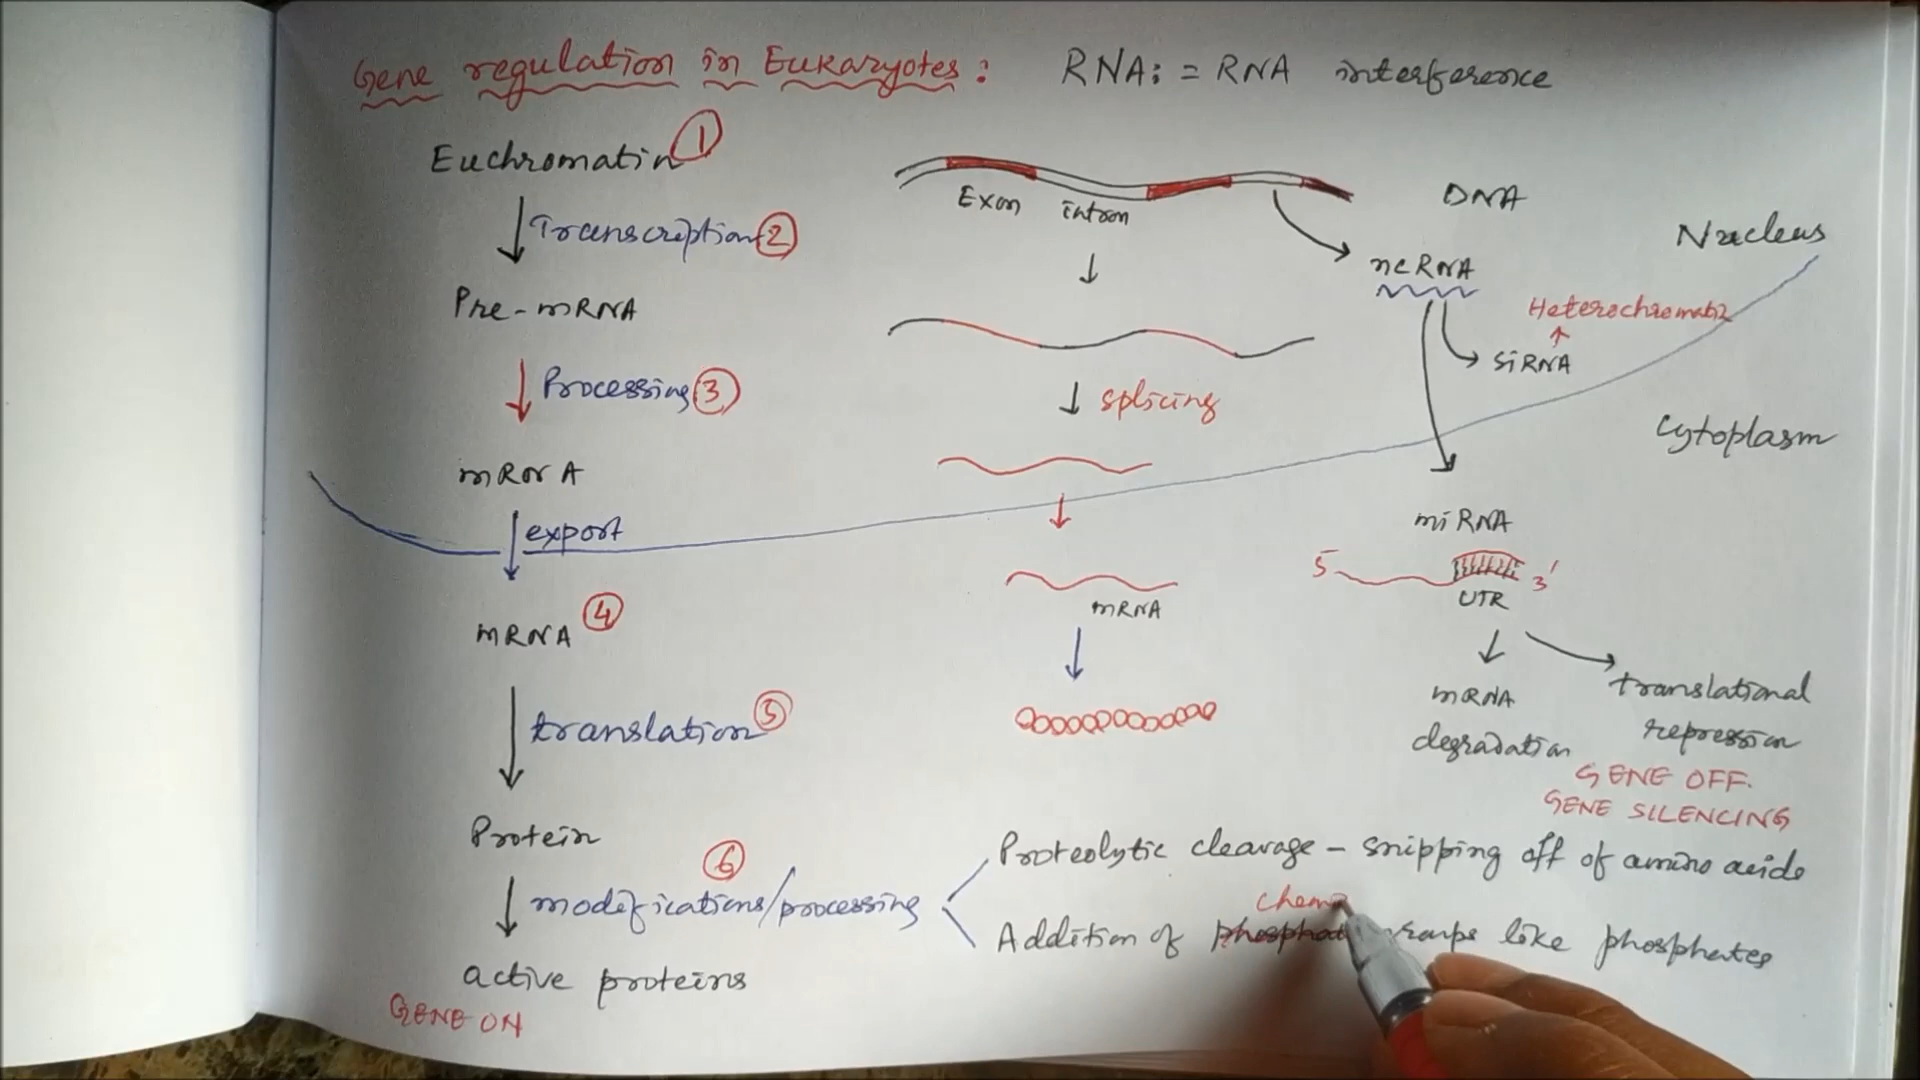 Gene regulation in Eukaryotes : RNAi = RNA interference
Euchromatin 1
Transcription 2
Pre-mRNA
Processing 3
mRNA
export
mRNA 4
translation 5
Protein
modifications/processing 6
active proteins
GENE ON
Exon intron
DNA
splicing
mRNA
ncRNA
Heterochromatin
SiRNA
Nucleus
Cytoplasm
miRNA
5' 3'
UTR
mRNA
degradation
translational
repression
GENE OFF.
GENE SILENCING
Proteolytic cleavage - snipping off of amino acids
chem
Addition of groups like phosphates